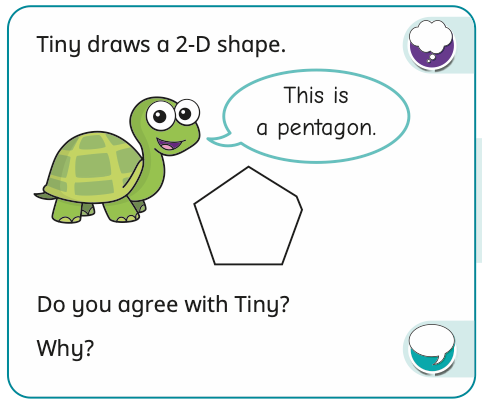 Tiny draws a 2-D shape.
This is
a pentagon.
Do you agree with Tiny?
Why?